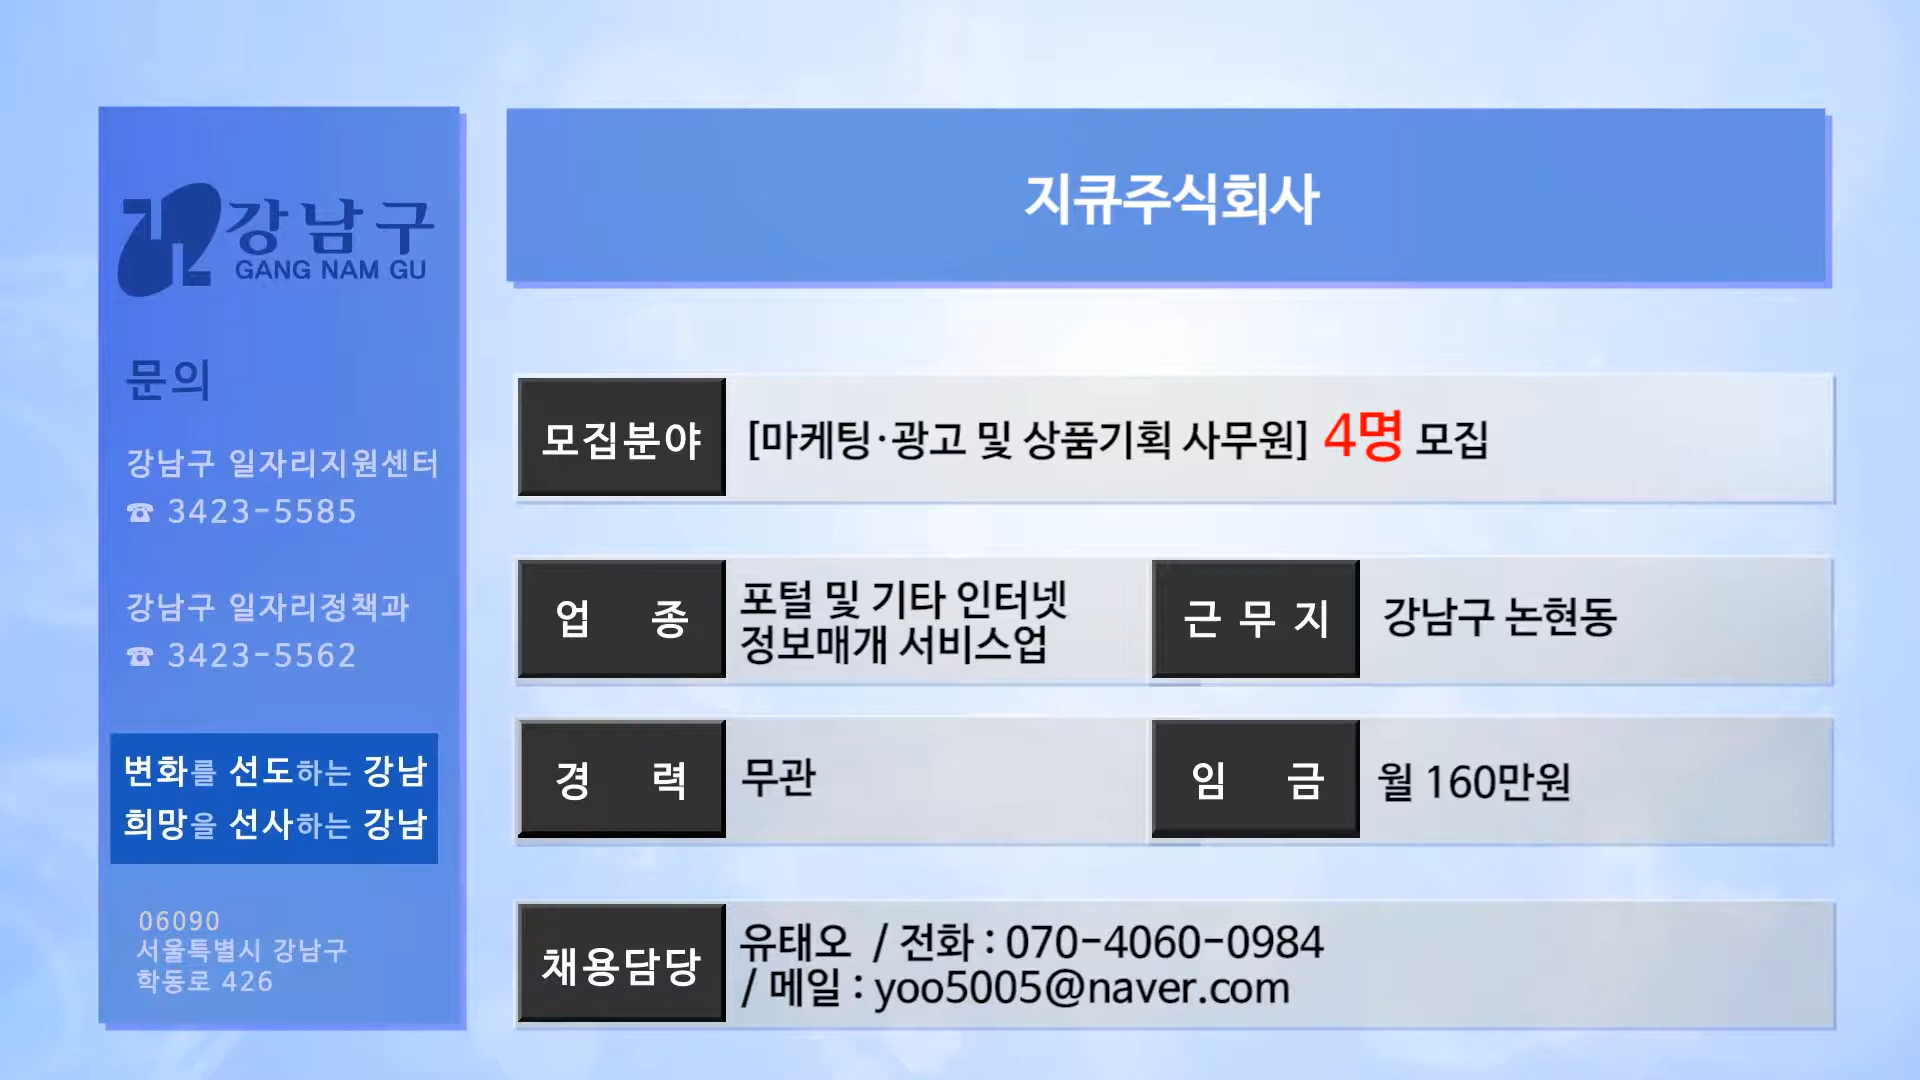 강남구
GANG NAM GU
문의
강남구 일자리지원센터
☎ 3423-5585
강남구 일자리정책과
☎ 3423-5562
변화를 선도하는 강남
희망을 선사하는 강남
06090
서울특별시 강남구
학동로 426
지큐주식회사
모집분야 [마케팅·광고 및 상품기획 사무원] 4명 모집
업 종 포털 및 기타 인터넷
정보매개 서비스업
근 무 지 강남구 논현동
경 력 무관
임 금 월 160만원
채용담당 유태오 / 전화 : 070-4060-0984
/ 메일 : yoo5005@naver.com